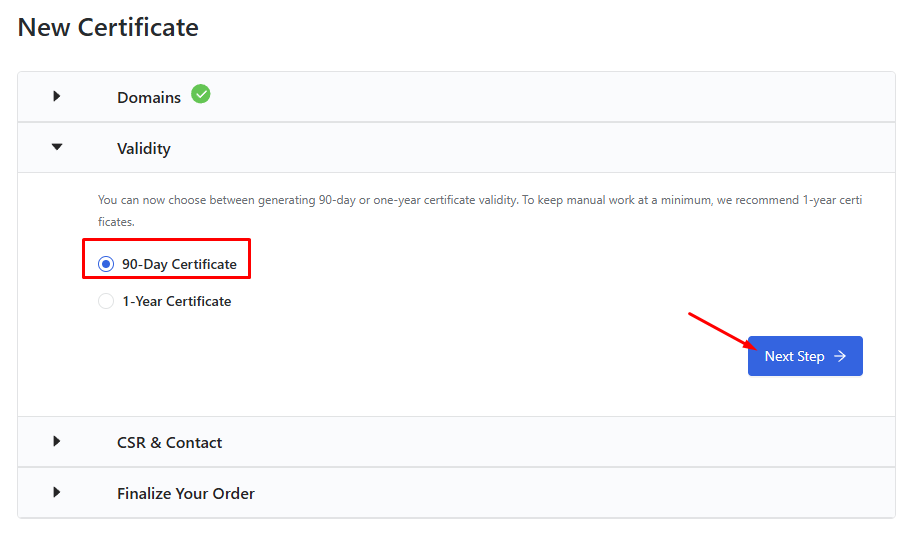 New Certificate
Domains
Validity
You can now choose between generating 90-day or one-year certificate validity. To keep manual work at a minimum, we recommend 1-year certi
ficates.
90-Day Certificate
1-Year Certificate
Next Step →
CSR & Contact
Finalize Your Order